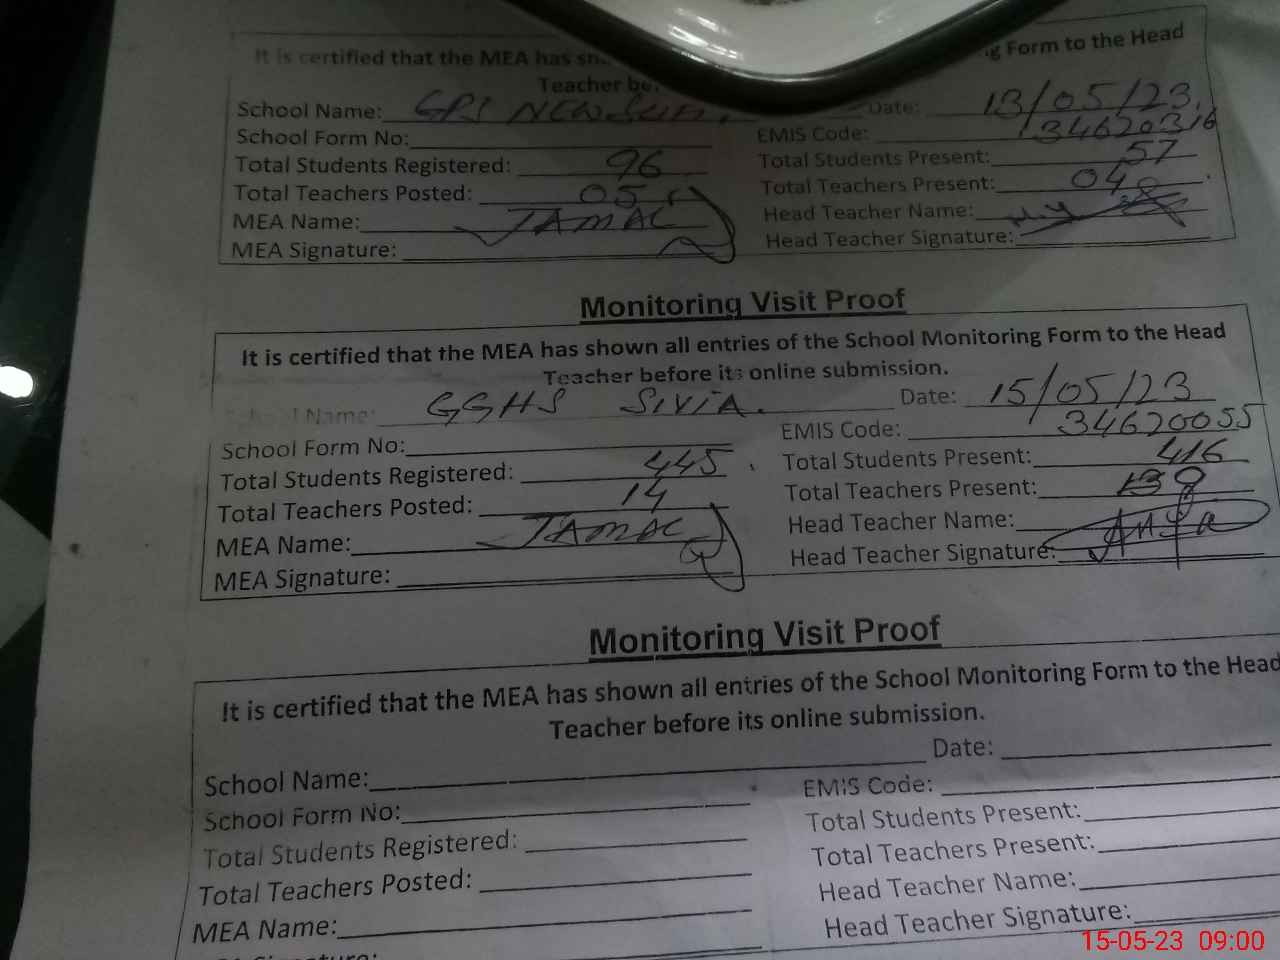 It is certified that the MEA has sh
ng Form to the Head
Teacher be
School Name: GPS NEW
Date: 13/05/23
School Form No:
EMIS Code: 34620316
Total Students Registered: 96
Total Students Present: 57
Total Teachers Posted: 05
Total Teachers Present: 04
MEA Name: JAMAL
Head Teacher Name:
MEA Signature:
Head Teacher Signature:
Monitoring Visit Proof
It is certified that the MEA has shown all entries of the School Monitoring Form to the Head
Teacher before its online submission.
School Name: GGHS SIVIA.
Date: 15/05/23
School Form No:
EMIS Code: 34620055
Total Students Registered: 445
Total Students Present: 416
Total Teachers Posted: 14
Total Teachers Present: 13
MEA Name: JAMAL
Head Teacher Name:
MEA Signature:
Head Teacher Signature:
Monitoring Visit Proof
It is certified that the MEA has shown all entries of the School Monitoring Form to the Head
Teacher before its online submission.
School Name:
Date:
School Form No:
EMIS Code:
Total Students Registered:
Total Students Present:
Total Teachers Posted:
Total Teachers Present:
MEA Name:
Head Teacher Name:
MEA Signature:
Head Teacher Signature:
15-05-23 09:00